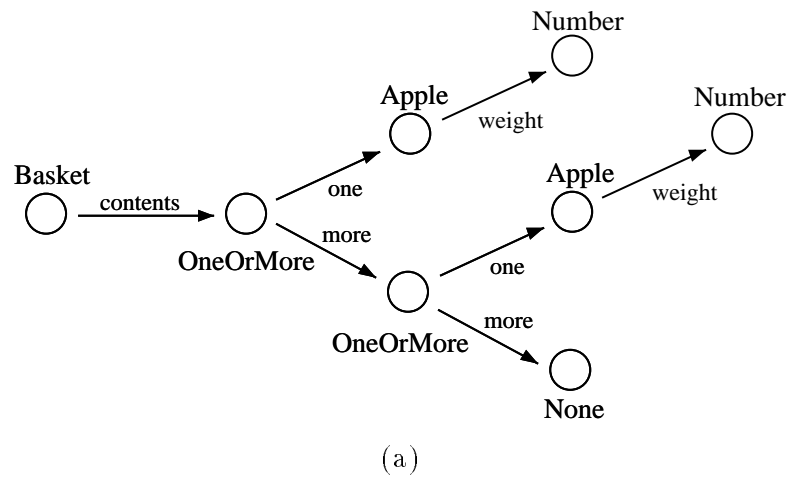 Number
Apple
weight
Number
Basket
contents
one
Apple
weight
more
OneOrMore
one
OneOrMore
more
None
(a)